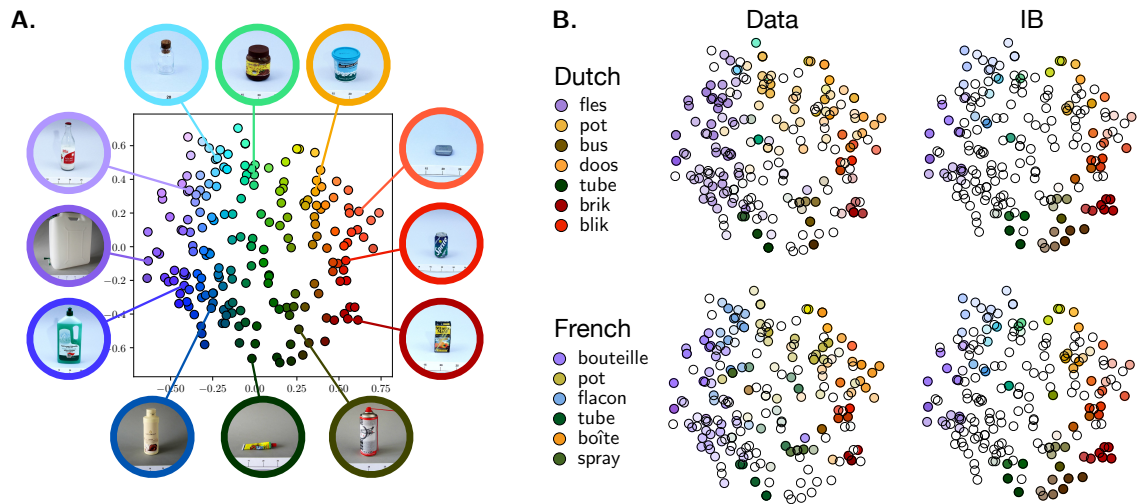 A.
B.
Data
IB
Dutch
fles
pot
bus
doos
tube
brik
blik
French
bouteille
pot
flacon
tube
boîte
spray
0.6
0.4
0.2
0.0
−0.2
−0.4
−0.6
−0.50
−0.25
0.00
0.25
0.50
0.75